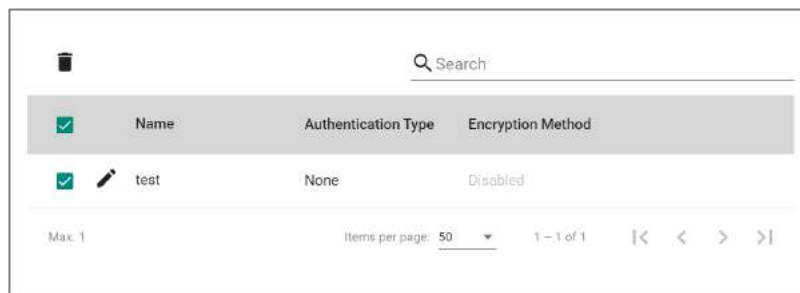 Search
Name Authentication Type Encryption Method
test None Disabled
Max. 1 Items per page: 50 1 – 1 of 1